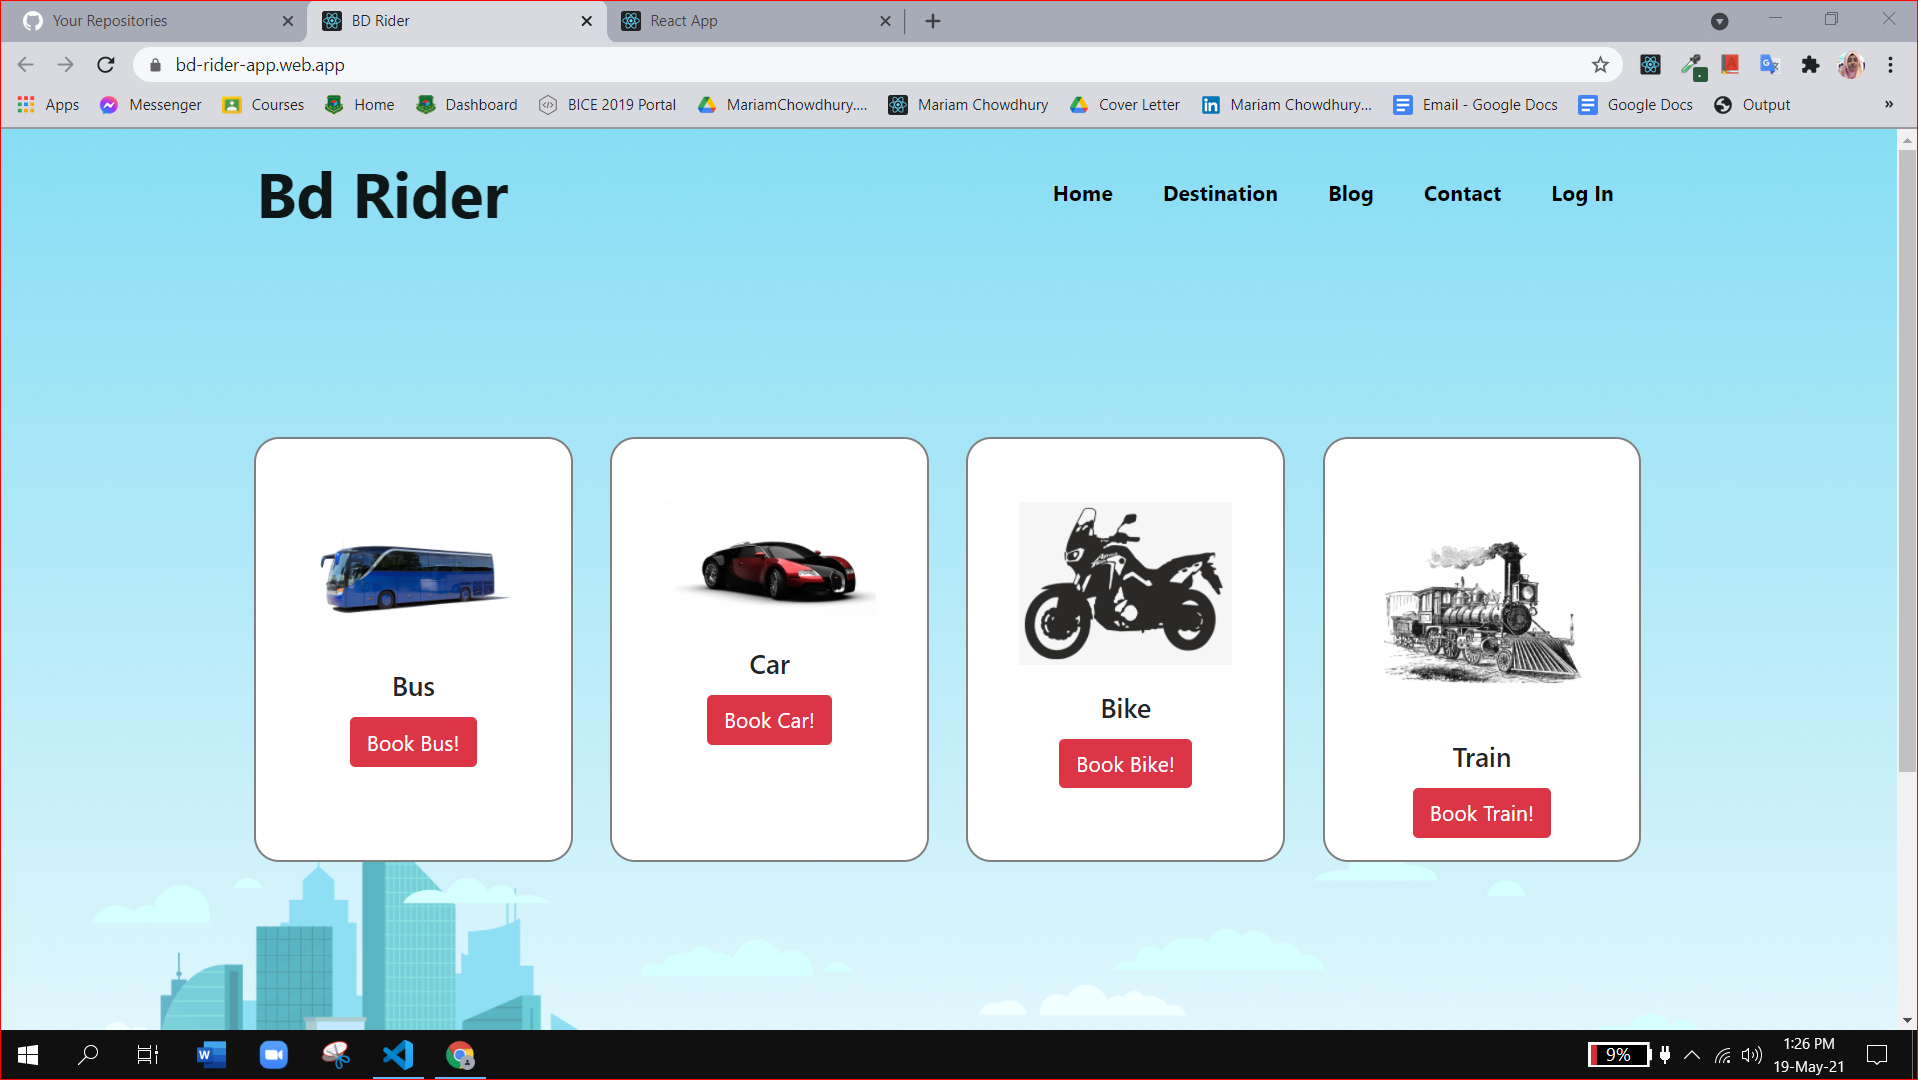 Your Repositories
BD Rider
React App
bd-rider-app.web.app
Apps Messenger Courses Home Dashboard BICE 2019 Portal MariamChowdhury.... Mariam Chowdhury Cover Letter Mariam Chowdhury... Email - Google Docs Google Docs Output »
Bd Rider
Home Destination Blog Contact Log In
Bus
Book Bus!
Car
Book Car!
Bike
Book Bike!
Train
Book Train!
9%
1:26 PM
19-May-21